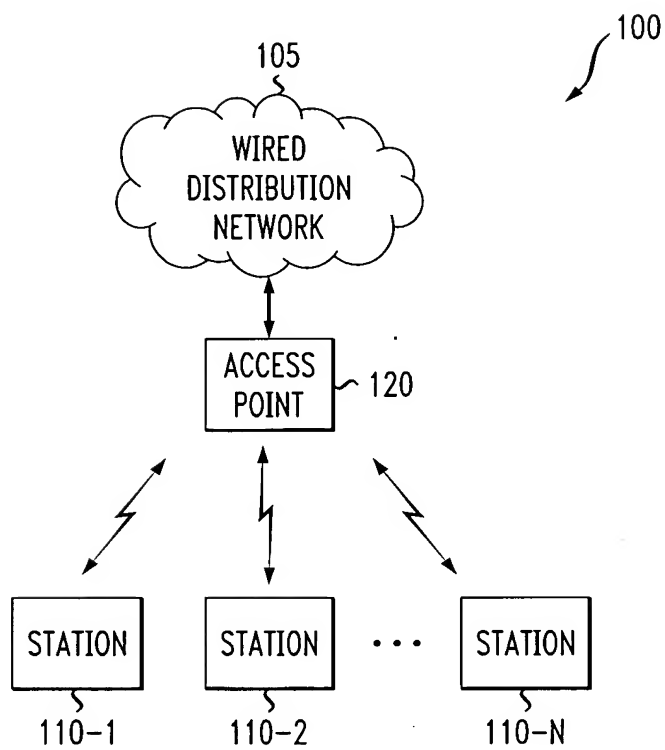 100
105
WIRED
DISTRIBUTION
NETWORK
ACCESS
POINT
120
STATION
STATION
• • •
STATION
110-1
110-2
110-N